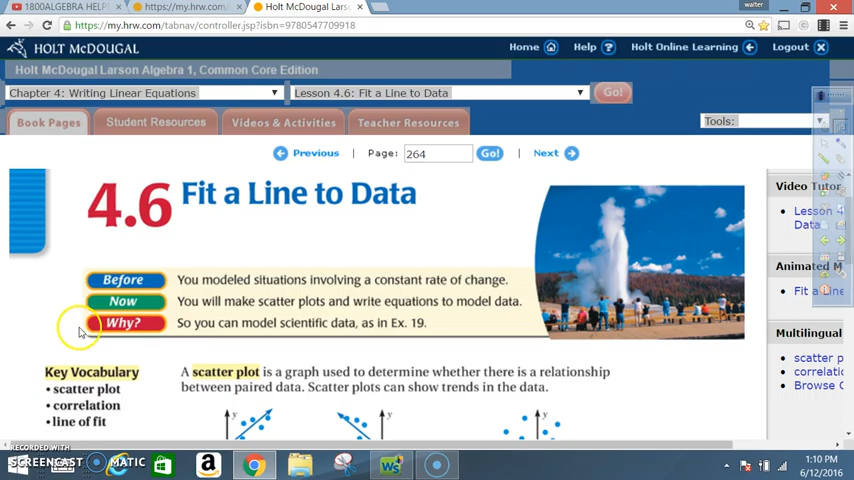 1800ALGEBRA HELP
https://my.hrw.com/tabnav/
Holt McDougal Lars
walter
https://my.hrw.com/tabnav/controller.jsp?isbn=9780547709918
HOLT MCDOUGAL
Home
Help
Holt Online Learning
Logout
Holt McDougal Larson Algebra 1, Common Core Edition
Chapter 4: Writing Linear Equations
Lesson 4.6: Fit a Line to Data
Go!
Book Pages
Student Resources
Videos & Activities
Teacher Resources
Tools:
Previous | Page: 264 Go! | Next
4.6 Fit a Line to Data
Before You modeled situations involving a constant rate of change.
Now You will make scatter plots and write equations to model data.
Why? So you can model scientific data, as in Ex. 19.
Key Vocabulary
• scatter plot
• correlation
• line of fit
A scatter plot is a graph used to determine whether there is a relationship
between paired data. Scatter plots can show trends in the data.
y
y
y
Video Tutor
Lesson 4
Data
Animated M
Fit a Line
Multilingual
scatter p
correlatio
Browse C
RECORDED WITH
SCREENCAST MATIC
1:10 PM
6/12/2016